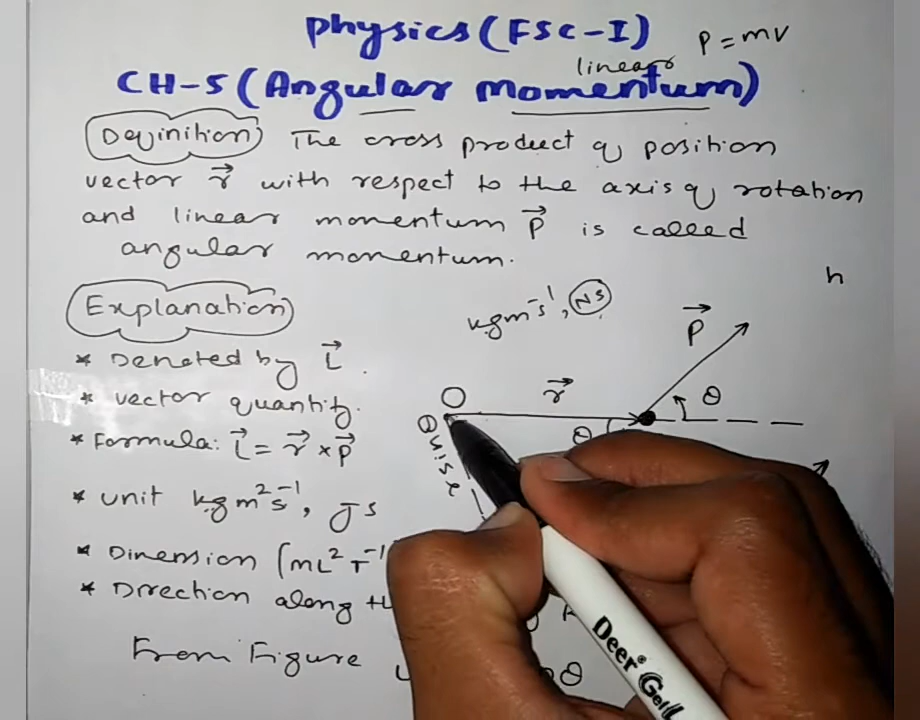 Physics (FSC-I)
P = mv
linear
CH-5 (Angular Momentum)
Definition The cross product of position
vector r⃗ with respect to the axis of rotation
and linear momentum P⃗ is called
angular momentum.
h
Explanation
kgms⁻¹, NS
P⃗
* Denoted by L⃗.
* vector quantity.
O
r⃗
θ
θ
* Formula: L⃗ = r⃗ × P⃗
* unit kgm²s⁻¹, JS
* Dimension [ML²T⁻¹
* Direction along
From Figure
θ
Deer Gell